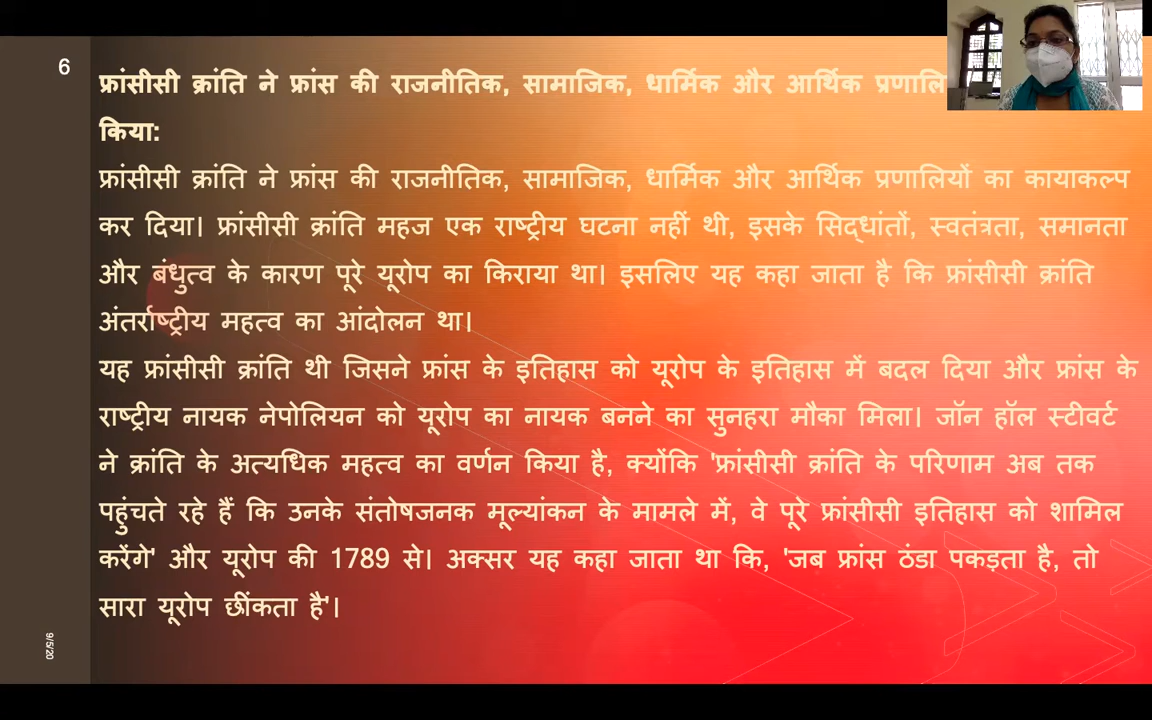 6
फ्रांसीसी क्रांति ने फ्रांस की राजनीतिक, सामाजिक, धार्मिक और आर्थिक
किया:
फ्रांसीसी क्रांति ने फ्रांस की राजनीतिक, सामाजिक, धार्मिक और आर्थिक प्रणालियों का कायाकल्प
कर दिया। फ्रांसीसी क्रांति महज एक राष्ट्रीय घटना नहीं थी, इसके सिद्धांतों, स्वतंत्रता, समानता
और बंधुत्व के कारण पूरे यूरोप का किराया था। इसलिए यह कहा जाता है कि फ्रांसीसी क्रांति
अंतर्राष्ट्रीय महत्व का आंदोलन था।
यह फ्रांसीसी क्रांति थी जिसने फ्रांस के इतिहास को यूरोप के इतिहास में बदल दिया और फ्रांस के
राष्ट्रीय नायक नेपोलियन को यूरोप का नायक बनने का सुनहरा मौका मिला। जॉन हॉल स्टीवर्ट
ने क्रांति के अत्यधिक महत्व का वर्णन किया है, क्योंकि 'फ्रांसीसी क्रांति के परिणाम अब तक
पहुंचते रहे हैं कि उनके संतोषजनक मूल्यांकन के मामले में, वे पूरे फ्रांसीसी इतिहास को शामिल
करेंगे' और यूरोप की 1789 से। अक्सर यह कहा जाता था कि, 'जब फ्रांस ठंडा पकड़ता है, तो
सारा यूरोप छींकता है'।
9/5/20